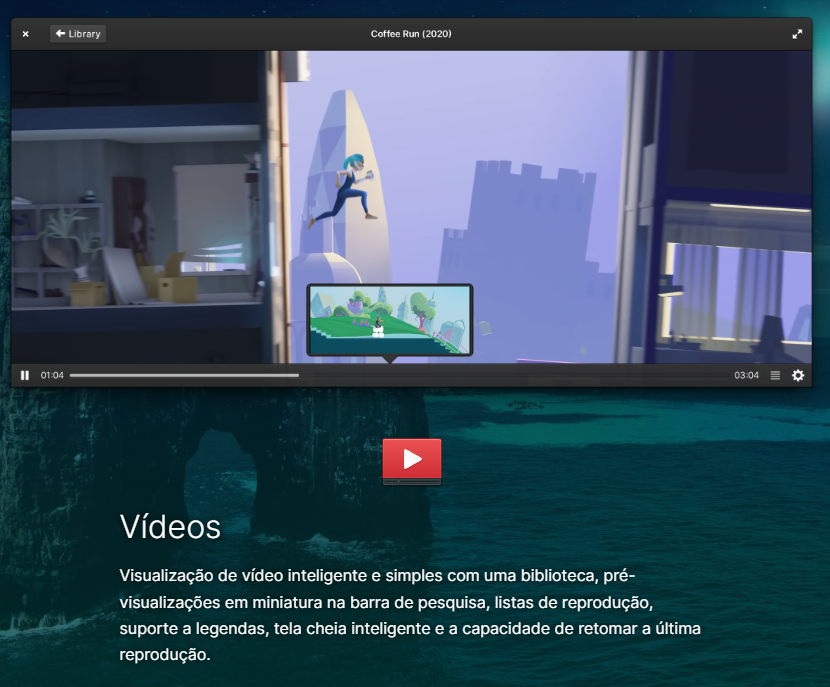 Library
Coffee Run (2020)
01:04
03:04
Vídeos
Visualização de vídeo inteligente e simples com uma biblioteca, pré-
visualizações em miniatura na barra de pesquisa, listas de reprodução,
suporte a legendas, tela cheia inteligente e a capacidade de retomar a última
reprodução.